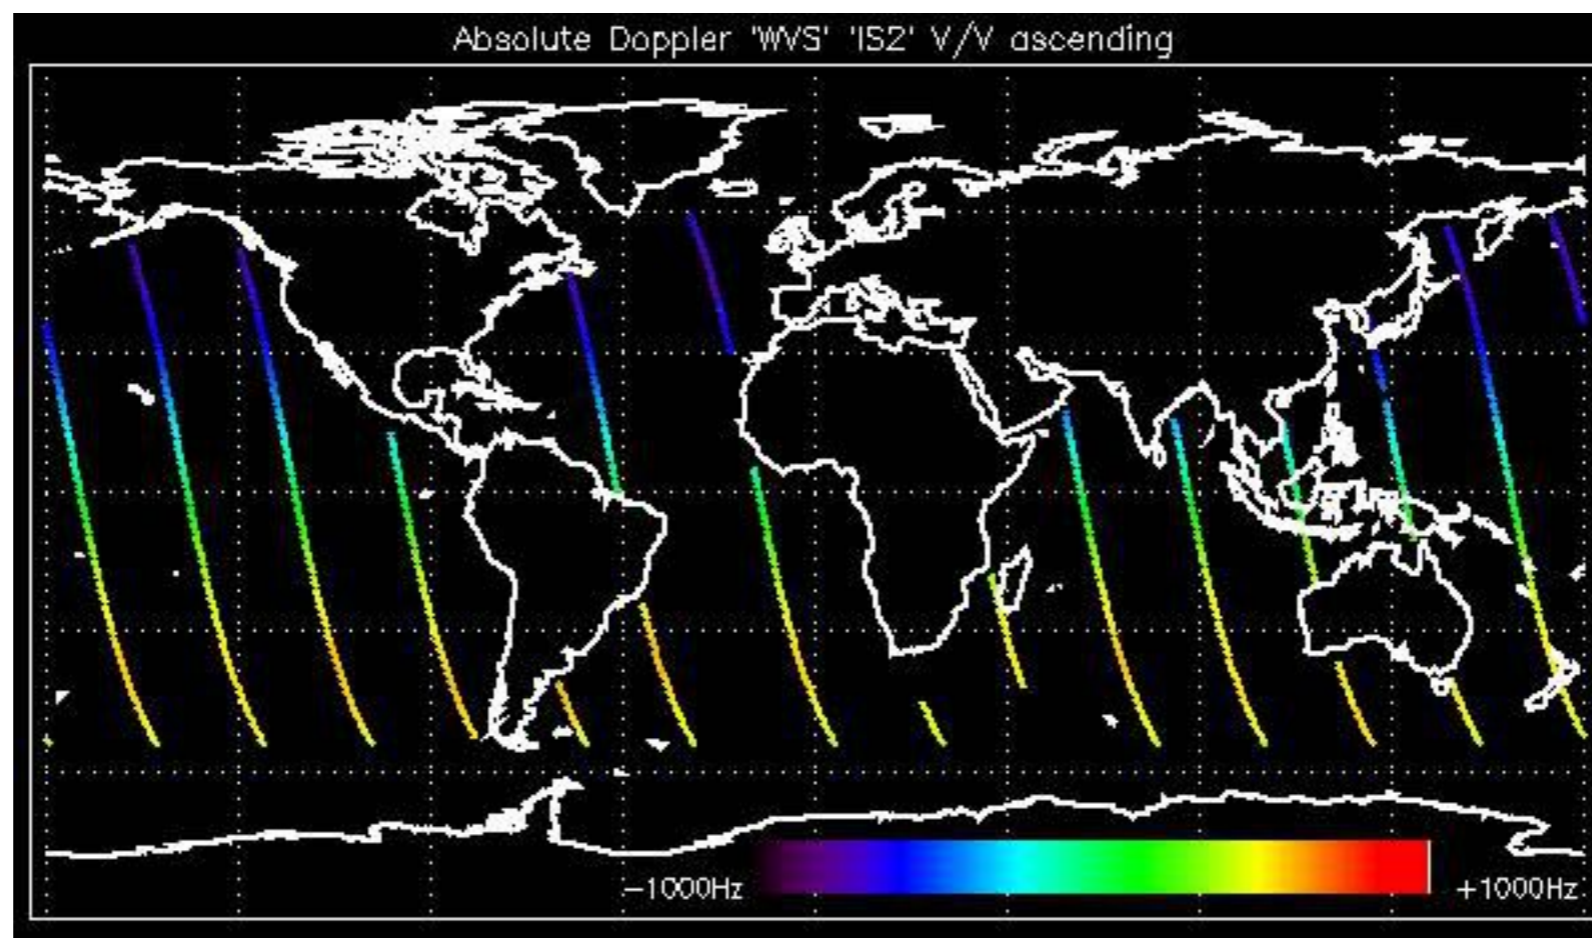 Absolute Doppler 'WVS' 'IS2' V/V ascending
-1000Hz
+1000Hz